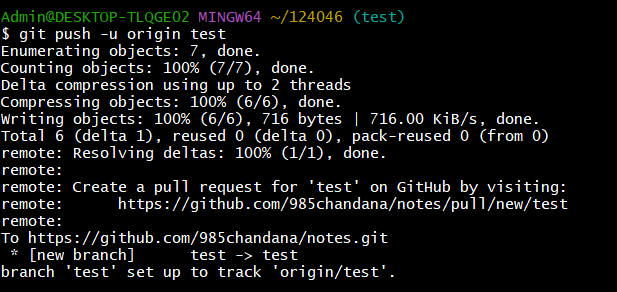 Admin@DESKTOP-TLQGE02 MINGW64 ~/124046 (test)
$ git push -u origin test
Enumerating objects: 7, done.
Counting objects: 100% (7/7), done.
Delta compression using up to 2 threads
Compressing objects: 100% (6/6), done.
Writing objects: 100% (6/6), 716 bytes | 716.00 KiB/s, done.
Total 6 (delta 1), reused 0 (delta 0), pack-reused 0 (from 0)
remote: Resolving deltas: 100% (1/1), done.
remote:
remote: Create a pull request for 'test' on GitHub by visiting:
remote:      https://github.com/985chandana/notes/pull/new/test
remote:
To https://github.com/985chandana/notes.git
 * [new branch]      test -> test
branch 'test' set up to track 'origin/test'.